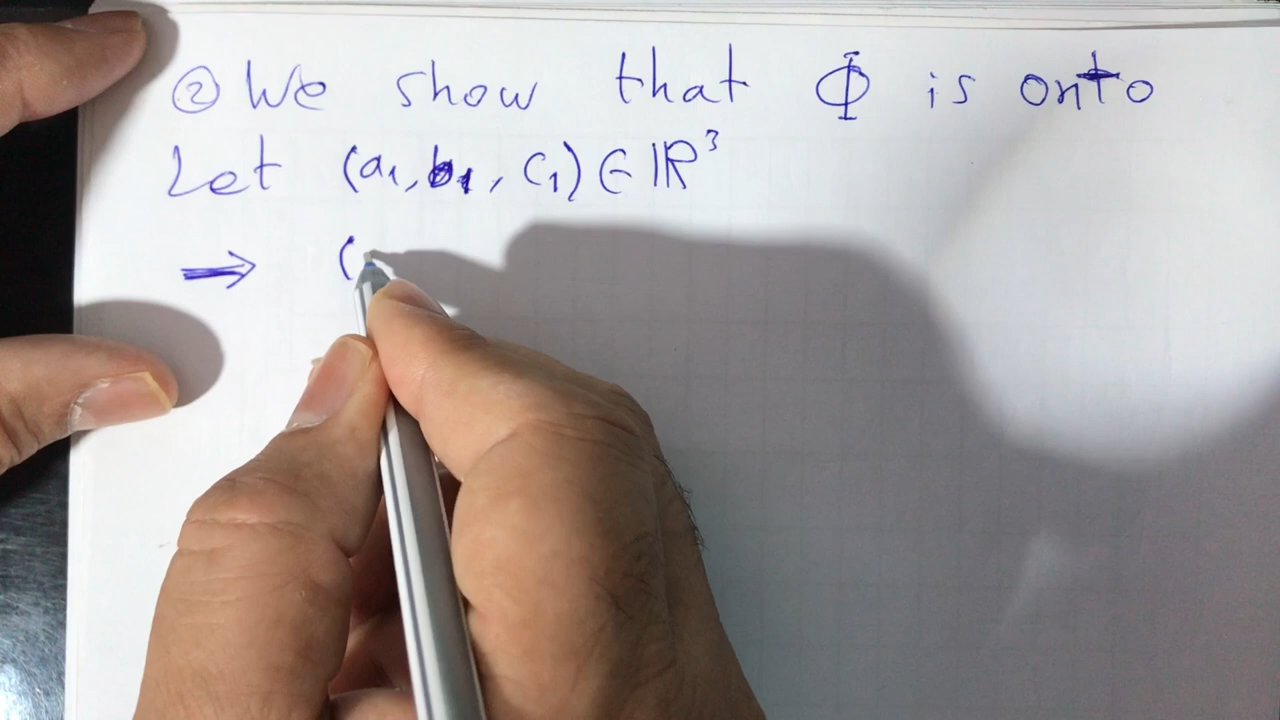 ② We show that Φ is onto
Let (a₁, b₁, c₁) ∈ ℝ³
⇒ (